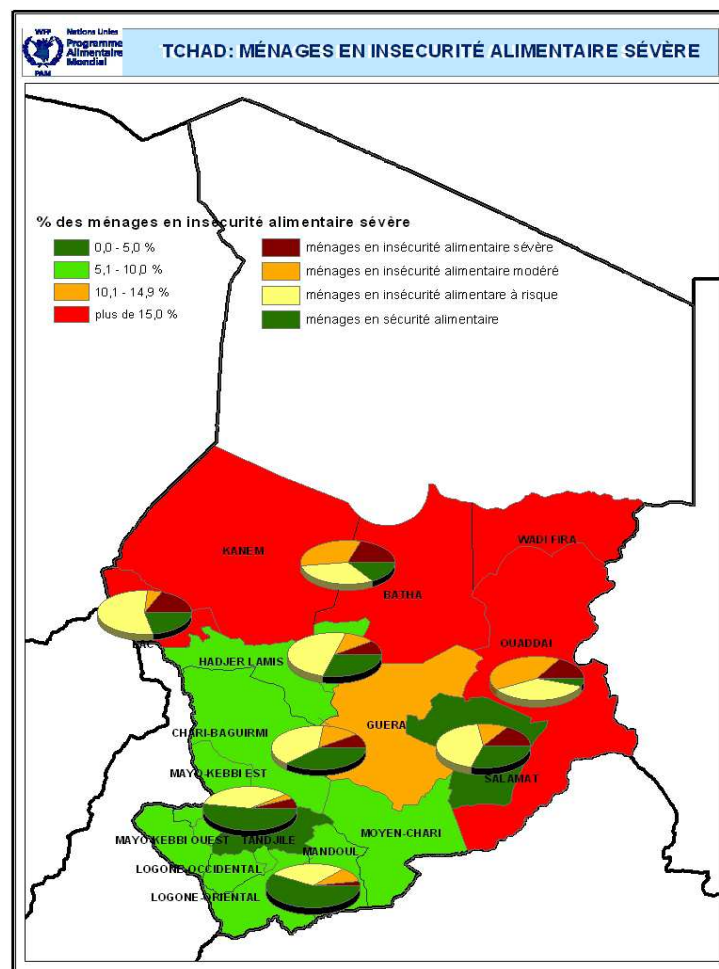 WFP
PAM
Nations Unies
Programme
Alimentaire
Mondial
TCHAD: MÉNAGES EN INSECURITÉ ALIMENTAIRE SÉVÈRE
% des ménages en insécurité alimentaire sévère
0,0 - 5,0 %
5,1 - 10,0 %
10,1 - 14,9 %
plus de 15,0 %
ménages en insécurité alimentaire sévère
ménages en insécurité alimentaire modéré
ménages en insécurité alimentare à risque
ménages en sécurité alimentaire
KANEM
WADI FIRA
BATHA
LAC
OUADDAI
HADJER LAMIS
GUERA
CHARI-BAGUIRMI
MAYO-KEBBI EST
SALAMAT
MAYO-KEBBI OUEST
TANDJILE
MOYEN-CHARI
MANDOUL
LOGONE-OCCIDENTAL
LOGONE-ORIENTAL